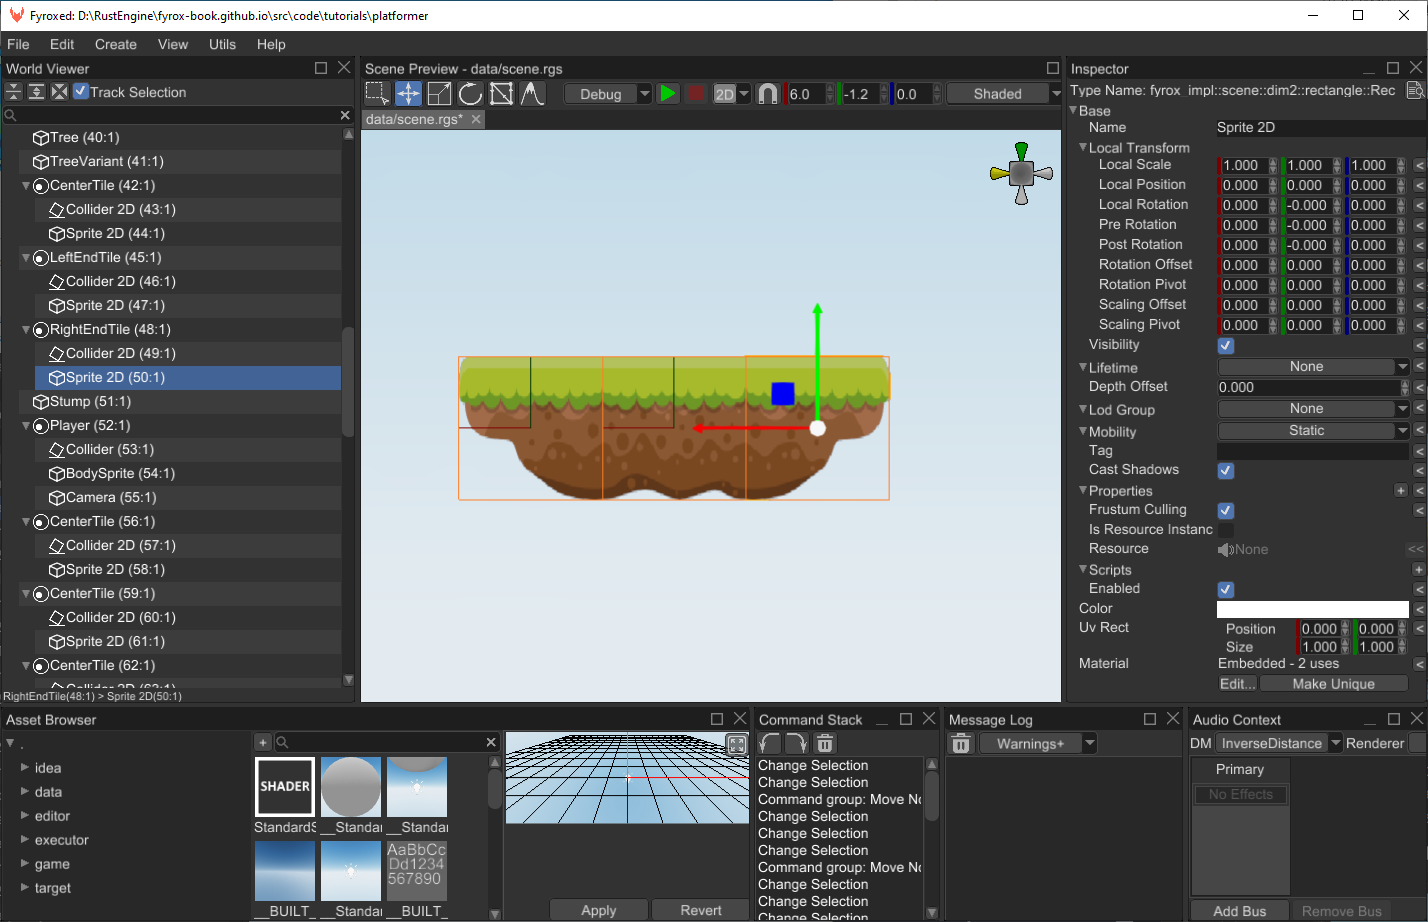 Fyroxed: D:\RustEngine\fyrox-book.github.io\src\code\tutorials\platformer
File Edit Create View Utils Help
World Viewer
Track Selection
Tree (40:1)
TreeVariant (41:1)
CenterTile (42:1)
Collider 2D (43:1)
Sprite 2D (44:1)
LeftEndTile (45:1)
Collider 2D (46:1)
Sprite 2D (47:1)
RightEndTile (48:1)
Collider 2D (49:1)
Sprite 2D (50:1)
Stump (51:1)
Player (52:1)
Collider (53:1)
BodySprite (54:1)
Camera (55:1)
CenterTile (56:1)
Collider 2D (57:1)
Sprite 2D (58:1)
CenterTile (59:1)
Collider 2D (60:1)
Sprite 2D (61:1)
CenterTile (62:1)
Collider 2D (63:1)
RightEndTile(48:1) > Sprite 2D(50:1)
Scene Preview - data/scene.rgs
Debug 2D 6.0 -1.2 0.0 Shaded
data/scene.rgs*
Inspector
Type Name: fyrox_impl::scene::dim2::rectangle::Rec
Base
Name Sprite 2D
Local Transform
Local Scale 1.000 1.000 1.000 <
Local Position 0.000 0.000 0.000 <
Local Rotation 0.000 -0.000 0.000 <
Pre Rotation 0.000 -0.000 0.000 <
Post Rotation 0.000 -0.000 0.000 <
Rotation Offset 0.000 0.000 0.000 <
Rotation Pivot 0.000 0.000 0.000 <
Scaling Offset 0.000 0.000 0.000 <
Scaling Pivot 0.000 0.000 0.000 <
Visibility <
Lifetime None <
Depth Offset 0.000 <
Lod Group None <
Mobility Static <
Tag <
Cast Shadows <
Properties + <
Frustum Culling <
Is Resource Instanc
Resource None <<
Scripts +
Enabled <
Color <
Uv Rect Position 0.000 0.000 <
Size 1.000 1.000
Material Embedded - 2 uses <
Edit... Make Unique
Asset Browser
.
idea
data
editor
executor
game
target
+
SHADER
StandardS __Standar __Standar
AaBbCc
Dd1234
567890
__BUILT_ __Standar __BUILT_
Apply Revert
Command Stack
Change Selection
Change Selection
Command group: Move No
Change Selection
Change Selection
Change Selection
Command group: Move No
Change Selection
Change Selection
Change Selection
Message Log
Warnings+
Audio Context
DM InverseDistance Renderer
Primary
No Effects
Add Bus Remove Bus